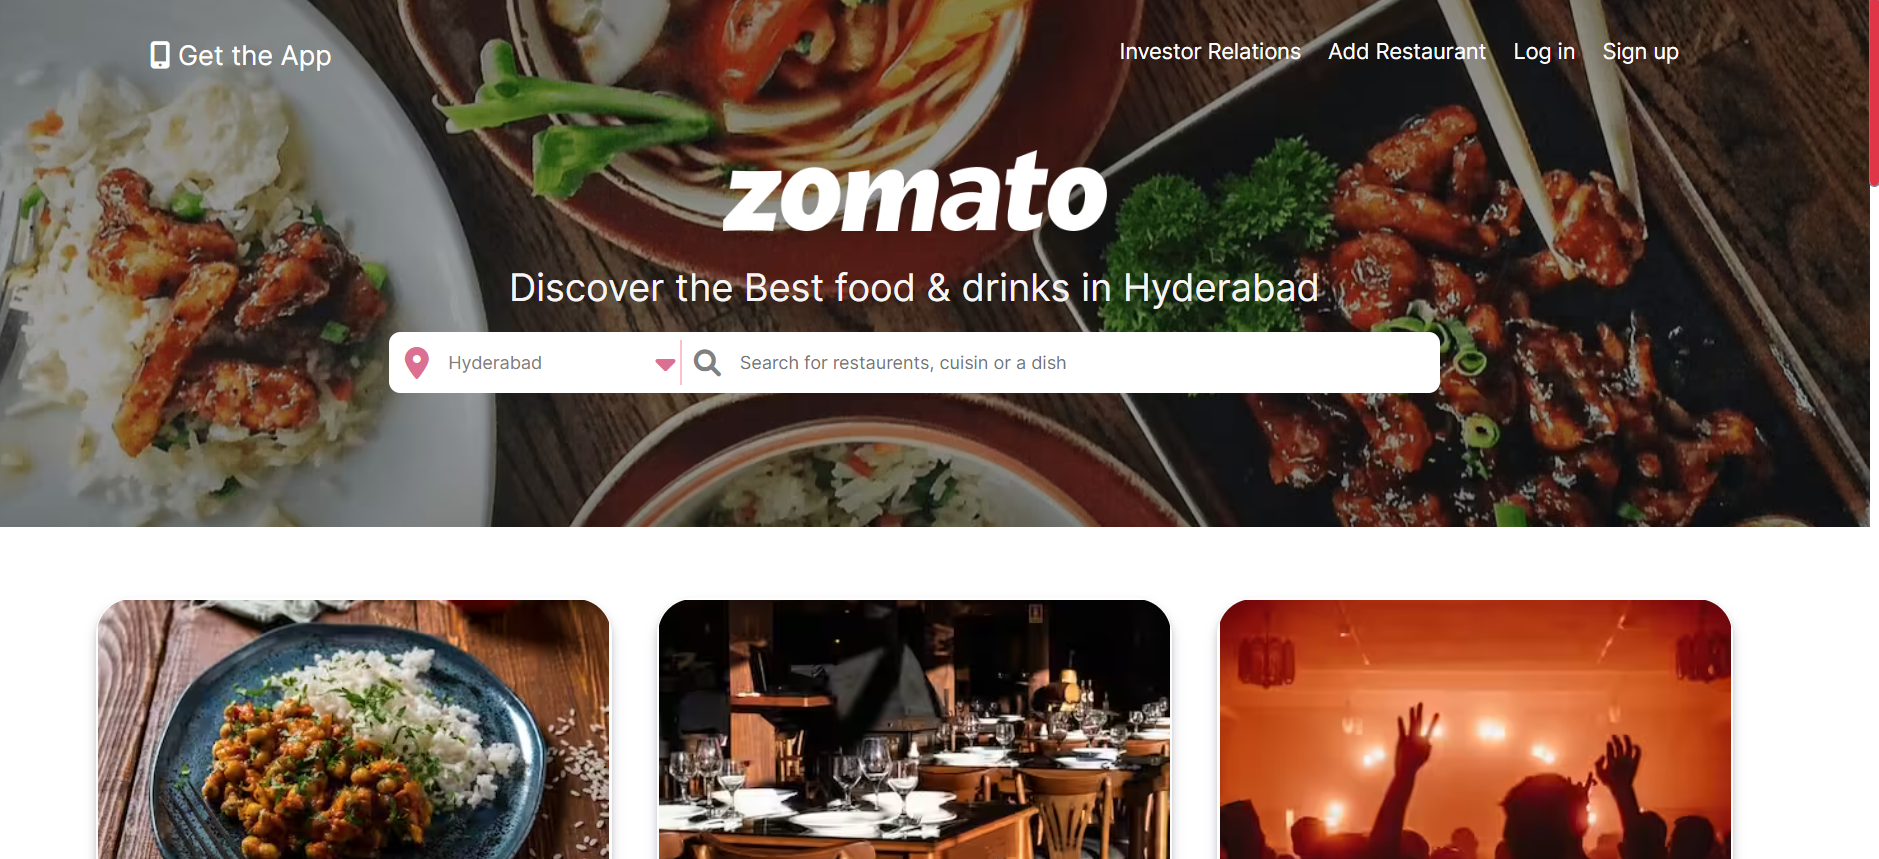 Get the App
Investor Relations Add Restaurant Log in Sign up
zomato
Discover the Best food & drinks in Hyderabad
Hyderabad
Search for restaurents, cuisin or a dish